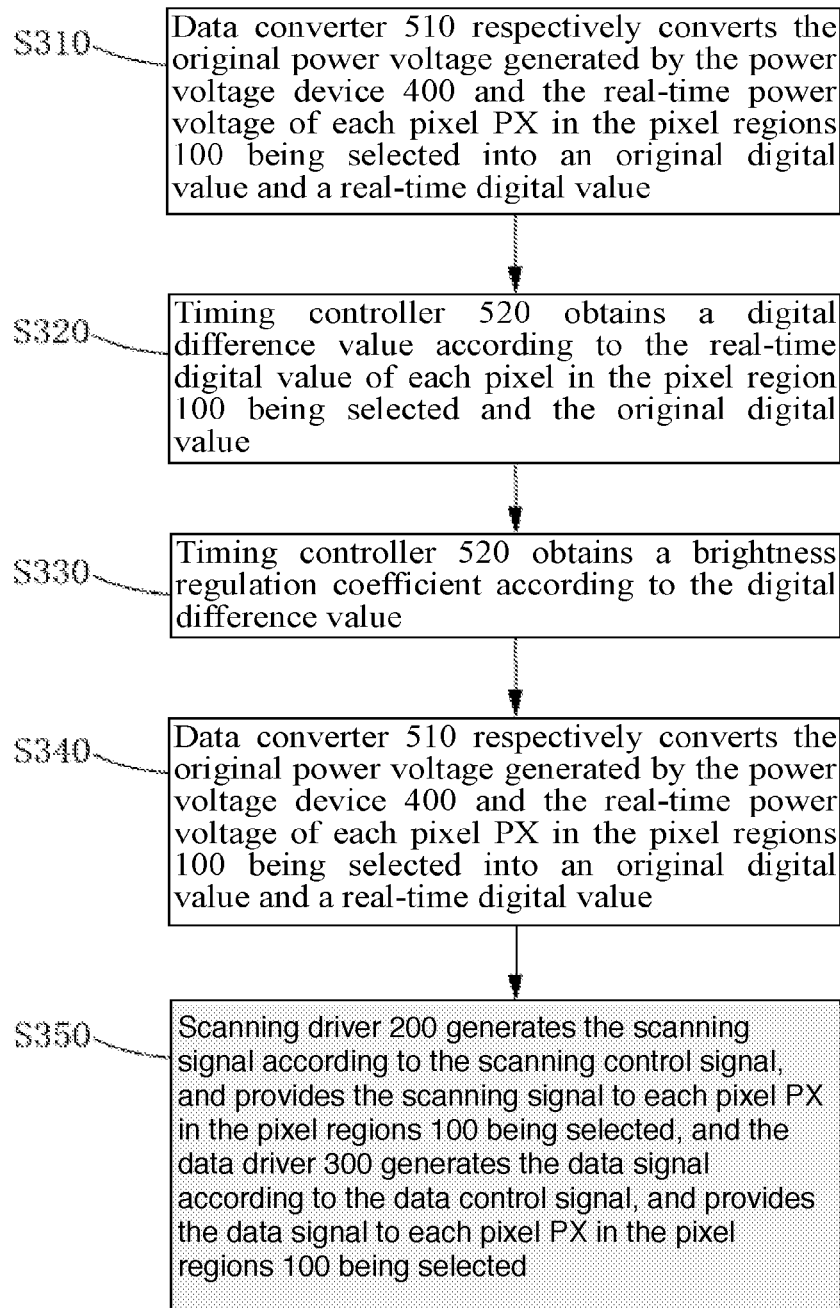 S310
Data converter 510 respectively converts the
original power voltage generated by the power
voltage device 400 and the real-time power
voltage of each pixel PX in the pixel regions
100 being selected into an original digital
value and a real-time digital value
S320
Timing controller 520 obtains a digital
difference value according to the real-time
digital value of each pixel in the pixel region
100 being selected and the original digital
value
S330
Timing controller 520 obtains a brightness
regulation coefficient according to the digital
difference value
S340
Data converter 510 respectively converts the
original power voltage generated by the power
voltage device 400 and the real-time power
voltage of each pixel PX in the pixel regions
100 being selected into an original digital
value and a real-time digital value
S350
Scanning driver 200 generates the scanning
signal according to the scanning control signal,
and provides the scanning signal to each pixel PX
in the pixel regions 100 being selected, and the
data driver 300 generates the data signal
according to the data control signal, and provides
the data signal to each pixel PX in the pixel
regions 100 being selected